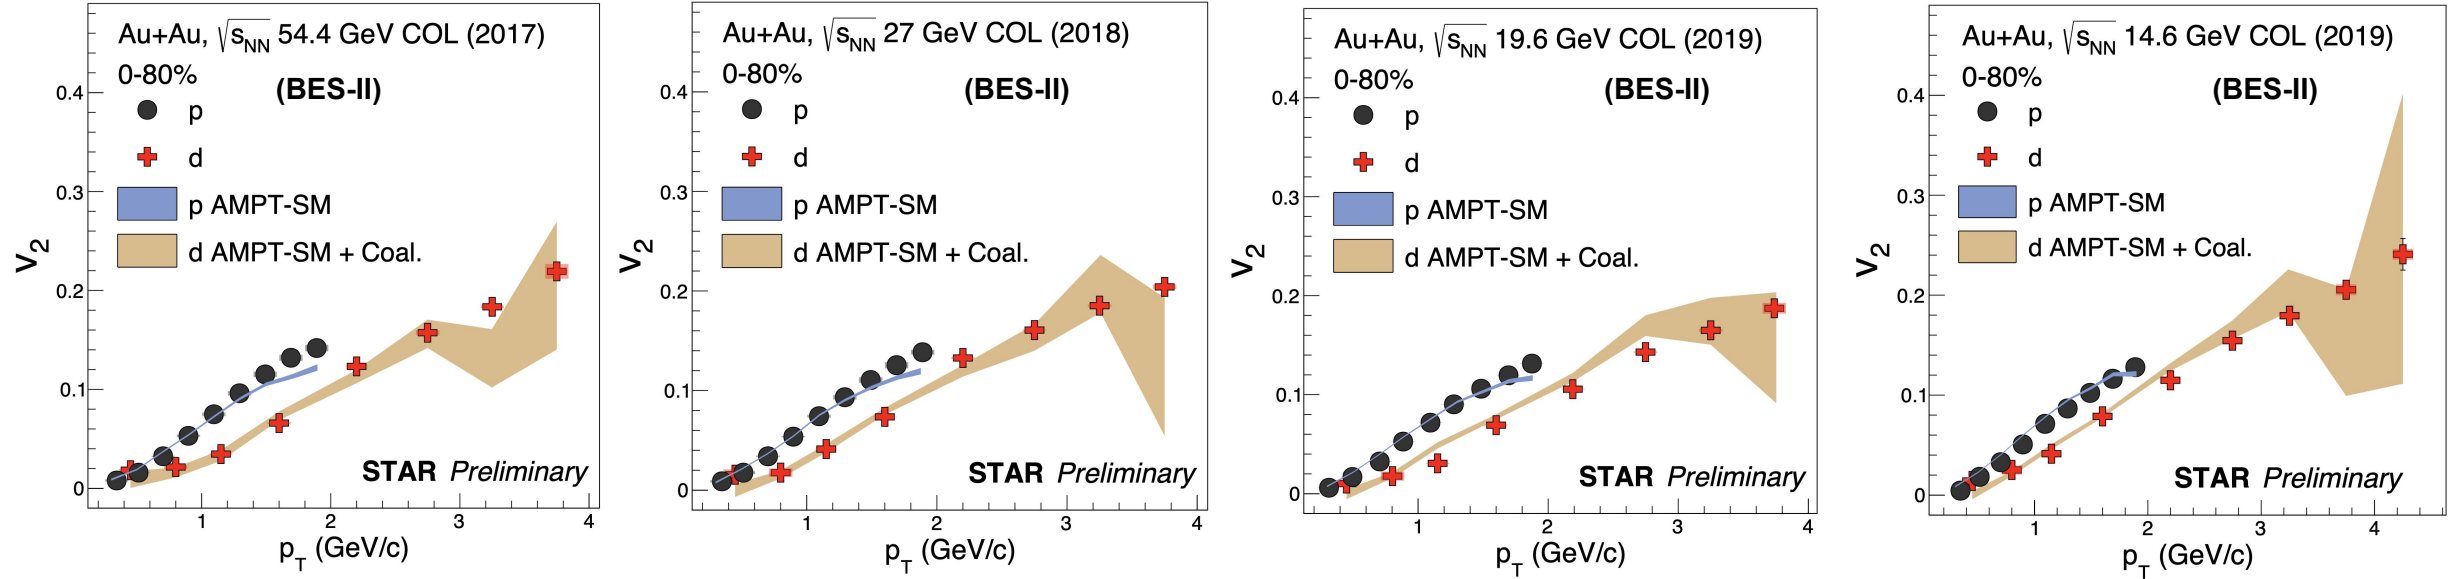 Au+Au, √sNN 54.4 GeV COL (2017)
0-80%
(BES-II)
p
d
p AMPT-SM
d AMPT-SM + Coal.
STAR Preliminary
v2
0.4
0.3
0.2
0.1
0
1 2 3 4
pT (GeV/c)
Au+Au, √sNN 27 GeV COL (2018)
0-80%
(BES-II)
p
d
p AMPT-SM
d AMPT-SM + Coal.
STAR Preliminary
v2
0.4
0.3
0.2
0.1
0
1 2 3 4
pT (GeV/c)
Au+Au, √sNN 19.6 GeV COL (2019)
0-80%
(BES-II)
p
d
p AMPT-SM
d AMPT-SM + Coal.
STAR Preliminary
v2
0.4
0.3
0.2
0.1
0
1 2 3 4
pT (GeV/c)
Au+Au, √sNN 14.6 GeV COL (2019)
0-80%
(BES-II)
p
d
p AMPT-SM
d AMPT-SM + Coal.
STAR Preliminary
v2
0.4
0.3
0.2
0.1
0
1 2 3 4
pT (GeV/c)